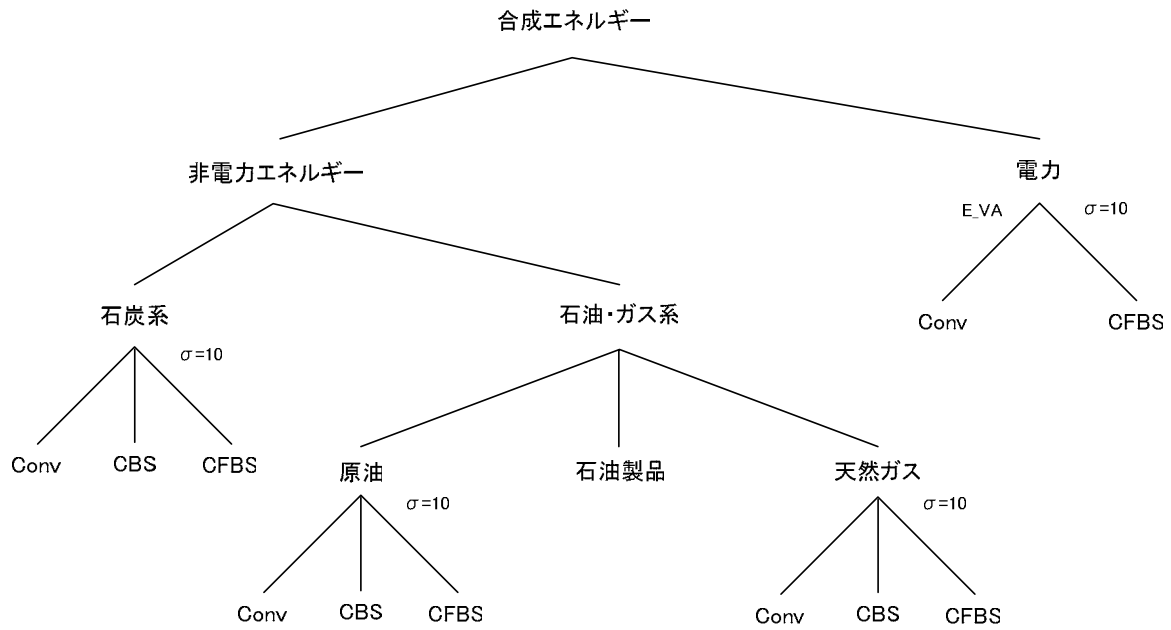 合成エネルギー
非電力エネルギー
電力
E_VA
σ=10
石炭系
石油・ガス系
Conv
CFBS
σ=10
Conv
CBS
CFBS
原油
石油製品
天然ガス
σ=10
σ=10
Conv
CBS
CFBS
Conv
CBS
CFBS